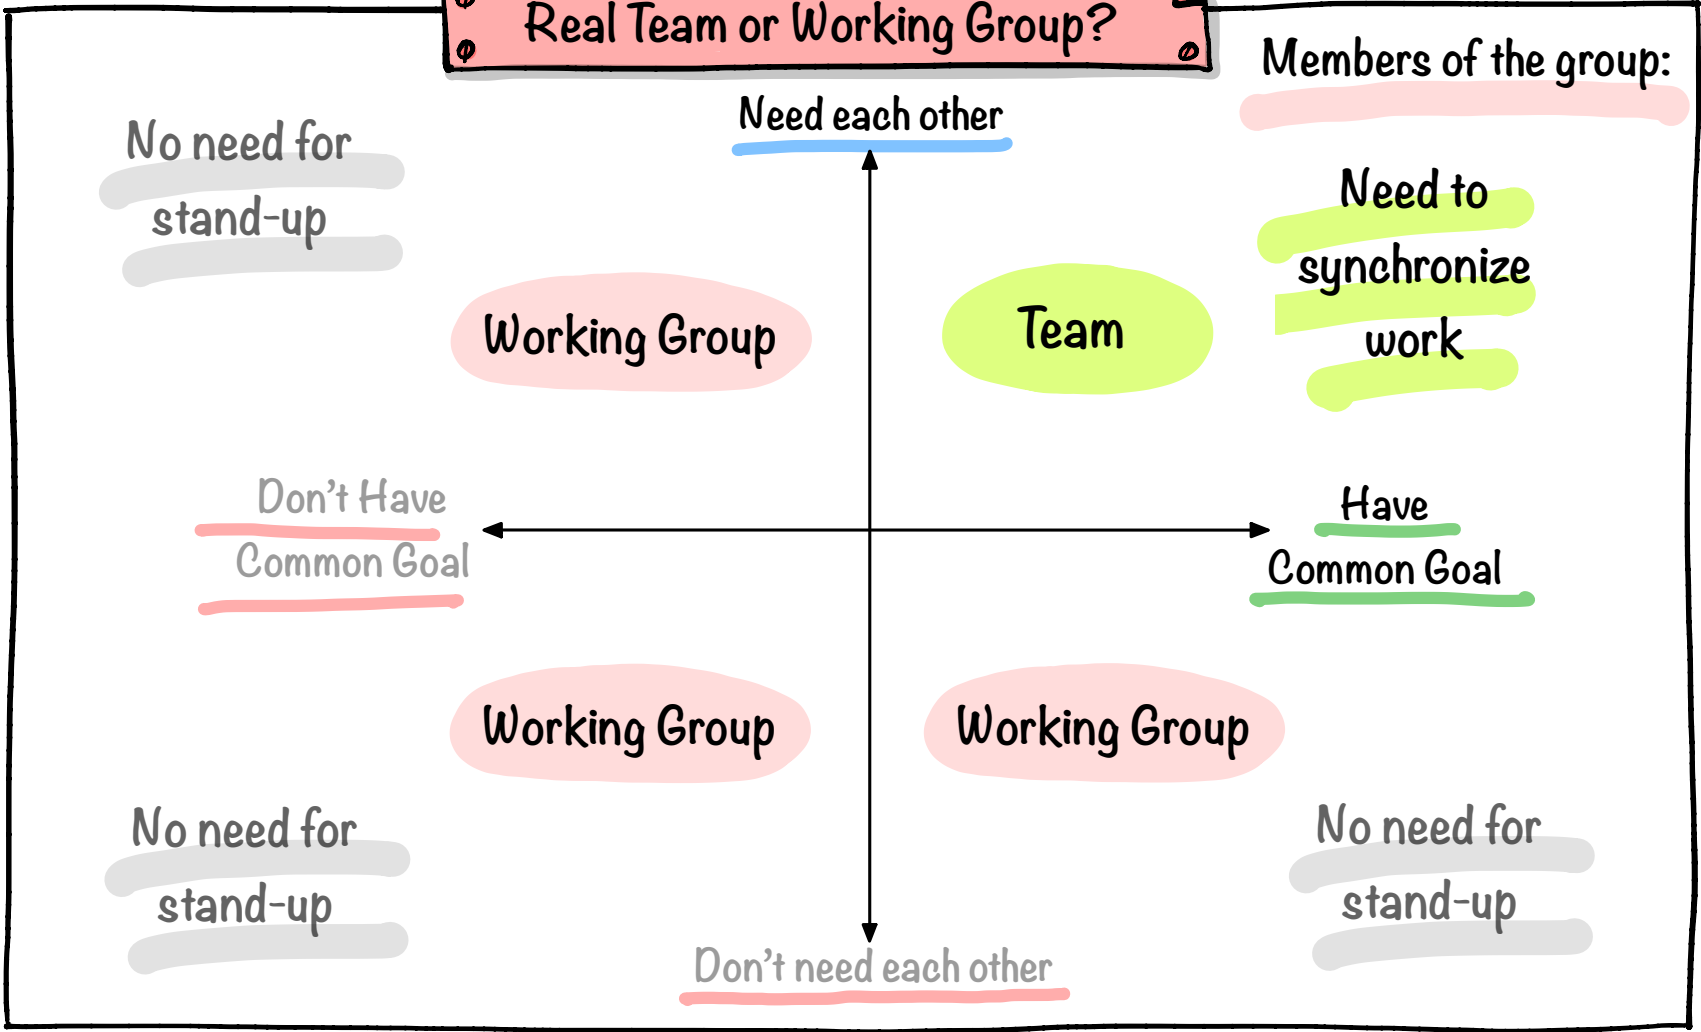 Real Team or Working Group?
Members of the group:
Need each other
No need for
stand-up
Need to
synchronize
work
Working Group
Team
Don't Have
Common Goal
Have
Common Goal
Working Group
Working Group
No need for
stand-up
No need for
stand-up
Don't need each other